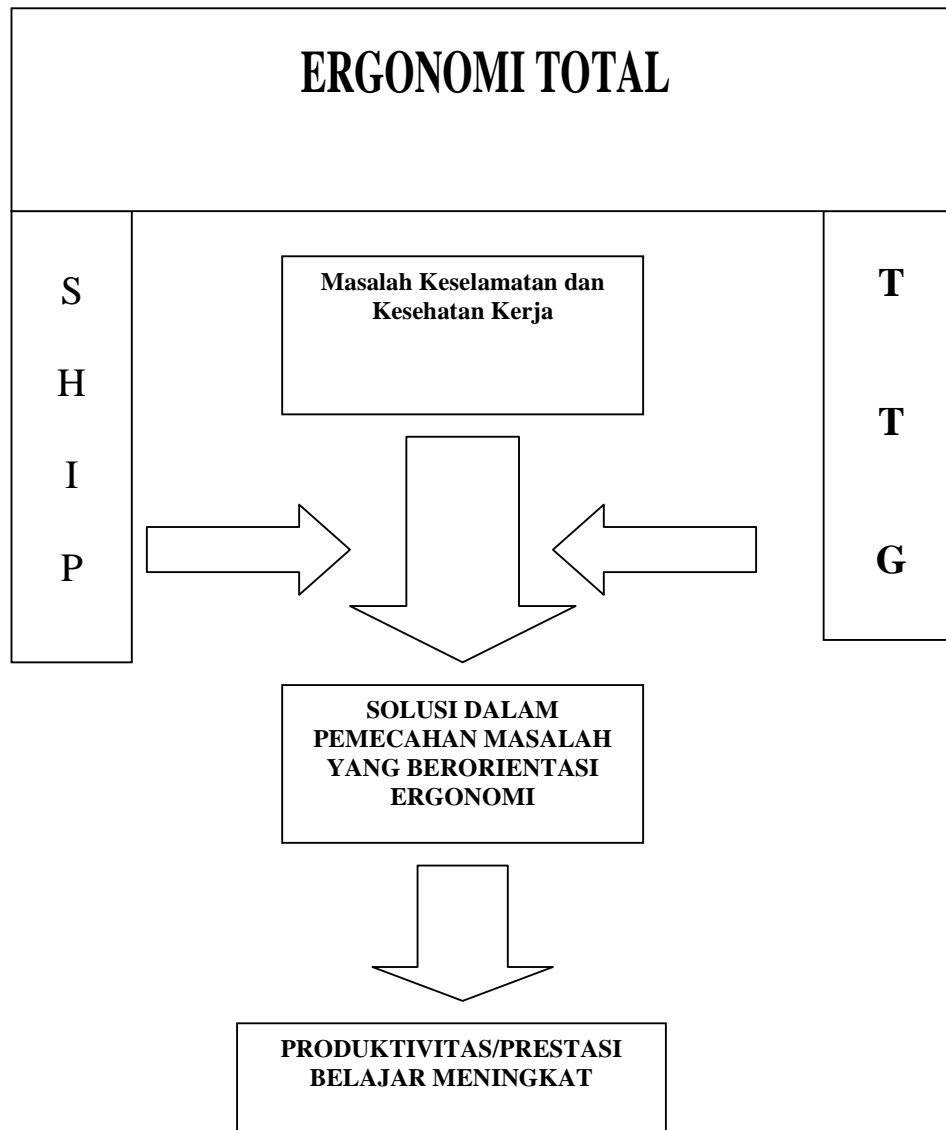 ERGONOMI TOTAL
S
H
I
P
Masalah Keselamatan dan
Kesehatan Kerja
T
T
G
SOLUSI DALAM
PEMECAHAN MASALAH
YANG BERORIENTASI
ERGONOMI
PRODUKTIVITAS/PRESTASI
BELAJAR MENINGKAT